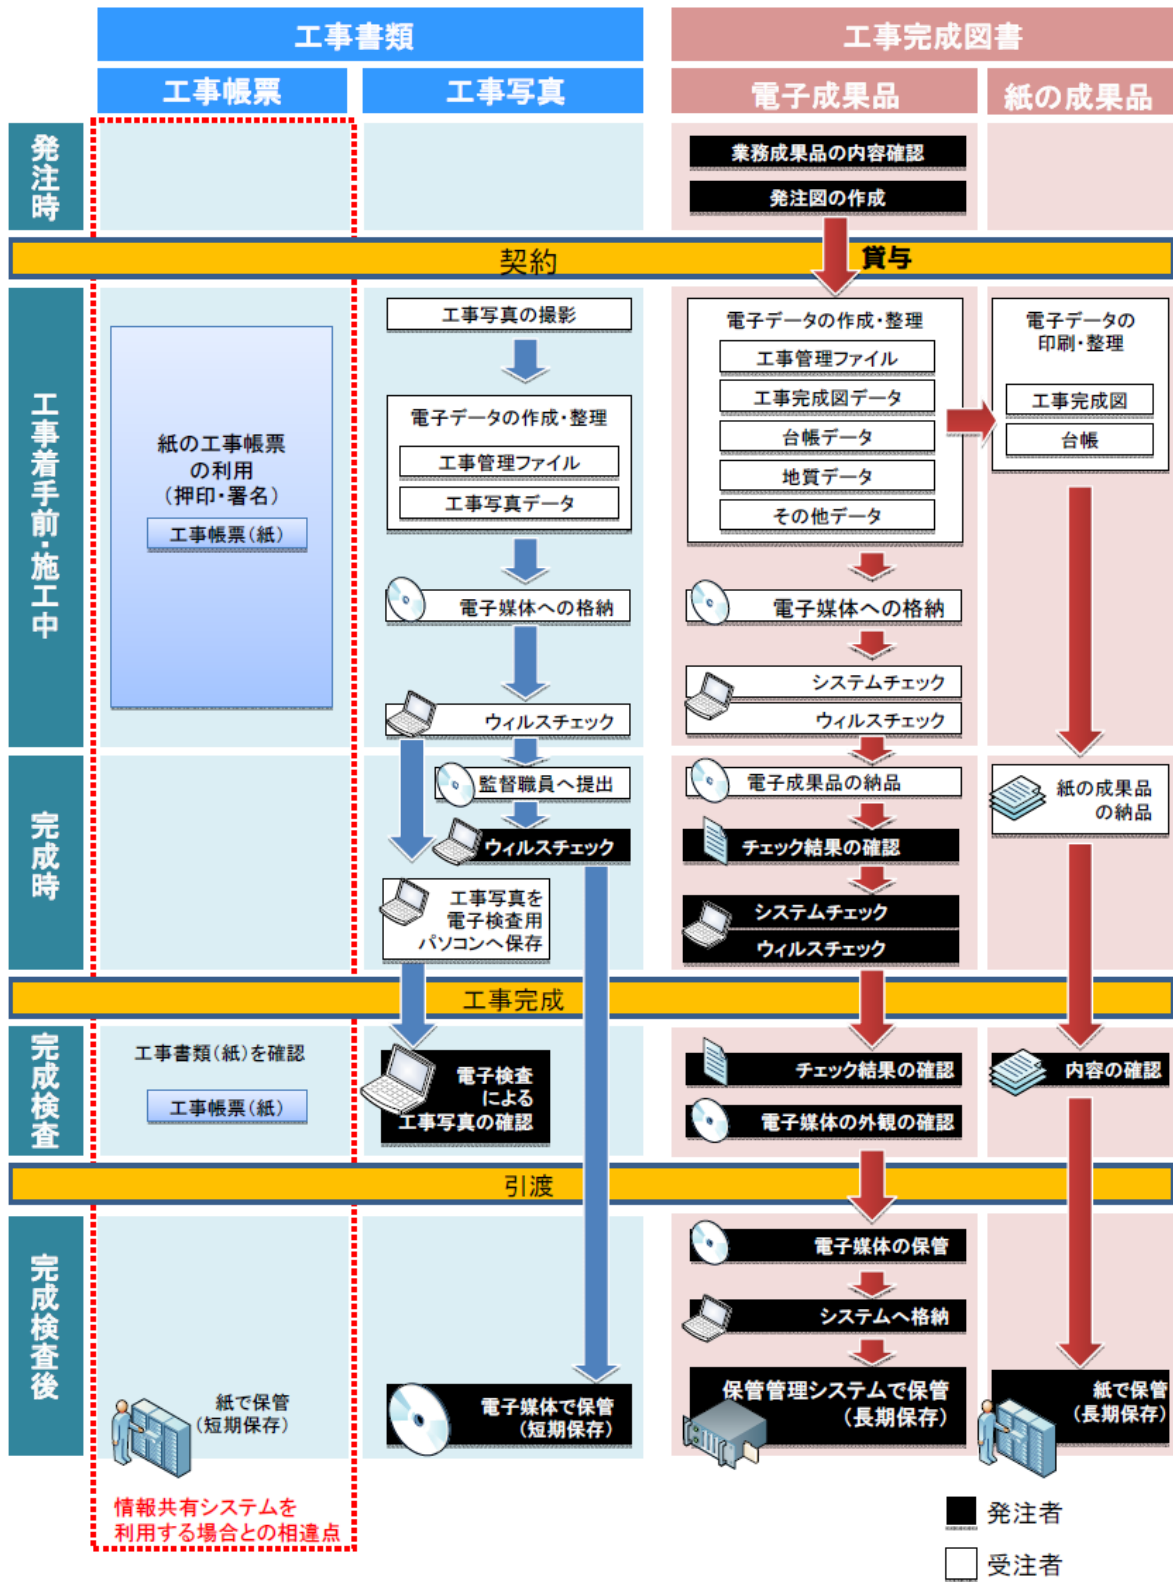 工事書類
工事完成図書
工事帳票
工事写真
電子成果品
紙の成果品
発注時
業務成果品の内容確認
発注図の作成
契約
貸与
工事着手前・施工中
紙の工事帳票
の利用
(押印・署名)
工事帳票(紙)
工事写真の撮影
電子データの作成・整理
工事管理ファイル
工事写真データ
電子媒体への格納
ウィルスチェック
電子データの作成・整理
工事管理ファイル
工事完成図データ
台帳データ
地質データ
その他データ
電子媒体への格納
システムチェック
ウィルスチェック
電子データの
印刷・整理
工事完成図
台帳
完成時
監督職員へ提出
ウィルスチェック
工事写真を
電子検査用
パソコンへ保存
電子成果品の納品
チェック結果の確認
システムチェック
ウィルスチェック
紙の成果品
の納品
工事完成
完成検査
工事書類(紙)を確認
工事帳票(紙)
電子検査
による
工事写真の確認
チェック結果の確認
電子媒体の外観の確認
内容の確認
引渡
完成検査後
紙で保管
(短期保存)
電子媒体で保管
(短期保存)
電子媒体の保管
システムへ格納
保管管理システムで保管
(長期保存)
紙で保管
(長期保存)
情報共有システムを
利用する場合との相違点
発注者
受注者